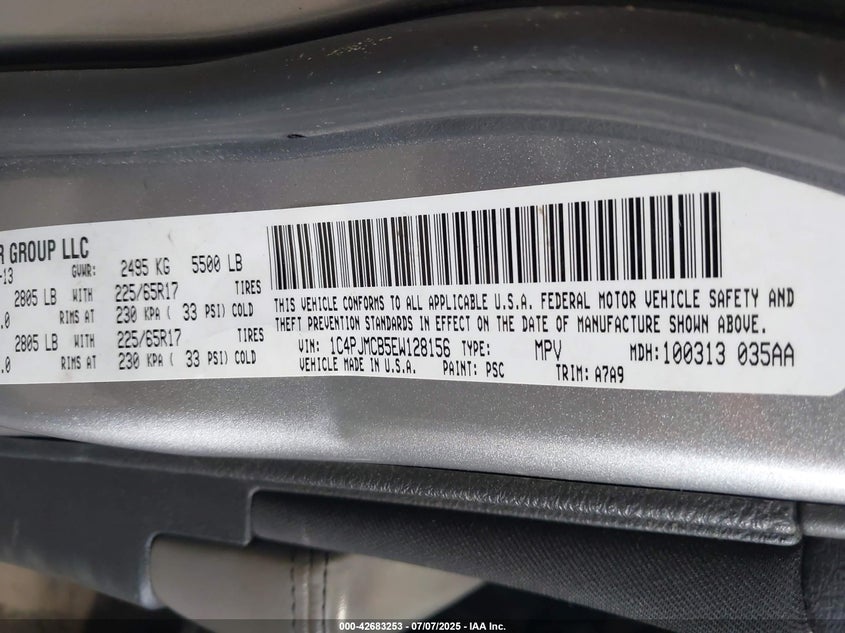 R GROUP LLC
-13 GVWR: 2495 KG 5500 LB
2805 LB WITH 225/65R17 TIRES
.0 RIMS AT 230 KPA ( 33 PSI) COLD
2805 LB WITH 225/65R17 TIRES
.0 RIMS AT 230 KPA ( 33 PSI) COLD
THIS VEHICLE CONFORMS TO ALL APPLICABLE U.S.A. FEDERAL MOTOR VEHICLE SAFETY AND
THEFT PREVENTION STANDARDS IN EFFECT ON THE DATE OF MANUFACTURE SHOWN ABOVE.
VIN: 1C4PJMCB5EW128156 TYPE: MPV MDH: 100313 035AA
VEHICLE MADE IN U.S.A. PAINT: PSC TRIM: A7A9
000-42683253 | 07/07/2025 - IAA Inc.